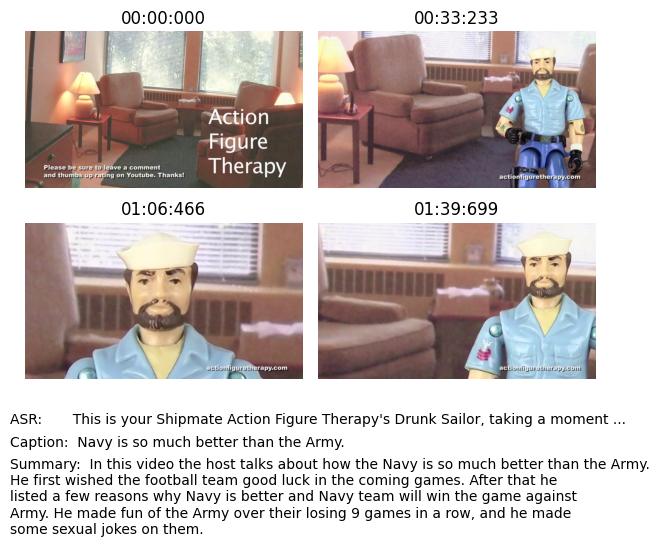 00:00:000
00:33:233
Action
Figure
Therapy
Please be sure to leave a comment
and thumbs up rating on Youtube. Thanks!
actionfiguretherapy.com
01:06:466
01:39:699
actionfiguretherapy.com
actionfiguretherapy.com
ASR: This is your Shipmate Action Figure Therapy's Drunk Sailor, taking a moment ...
Caption: Navy is so much better than the Army.
Summary: In this video the host talks about how the Navy is so much better than the Army.
He first wished the football team good luck in the coming games. After that he
listed a few reasons why Navy is better and Navy team will win the game against
Army. He made fun of the Army over their losing 9 games in a row, and he made
some sexual jokes on them.